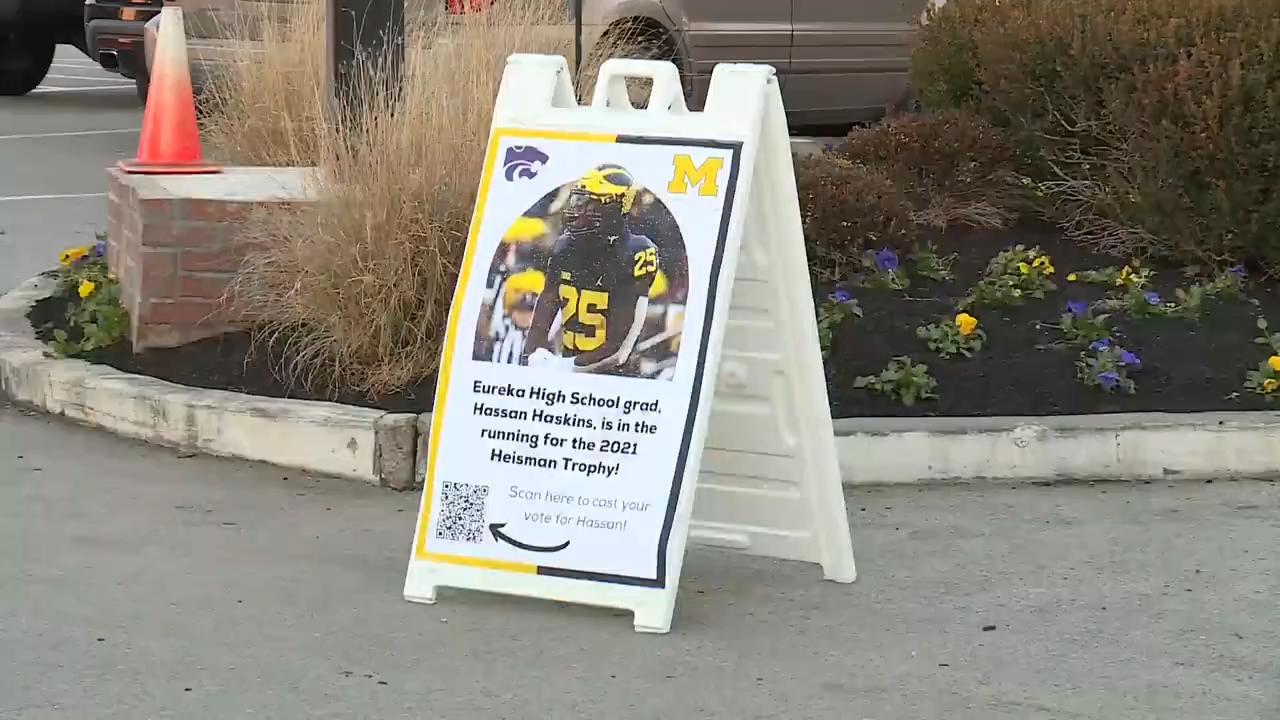 M
25
25
Eureka High School grad,
Hassan Haskins, is in the
running for the 2021
Heisman Trophy!
Scan here to cast your
vote for Hassan!